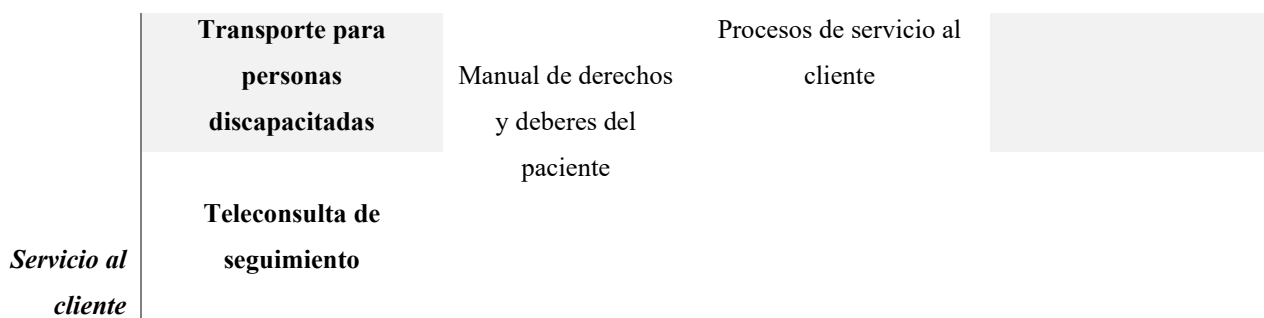 Transporte para
personas
discapacitadas
Manual de derechos
y deberes del
paciente
Procesos de servicio al
cliente
Servicio al
cliente
Teleconsulta de
seguimiento